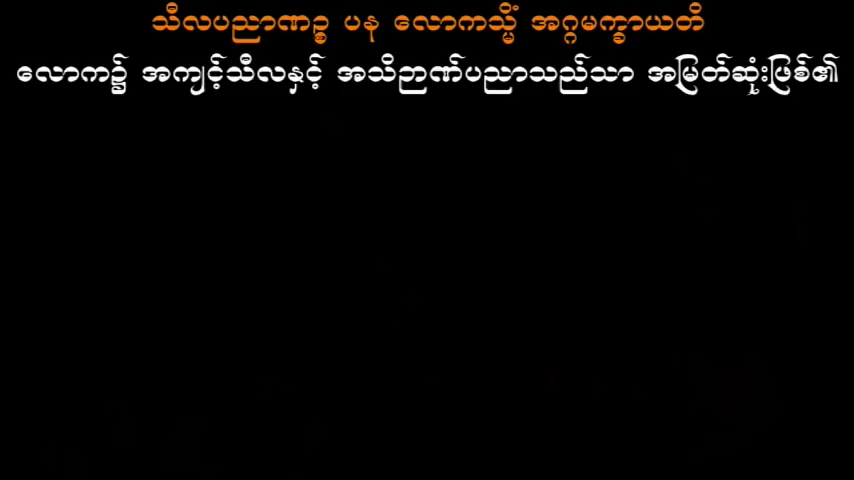 သီလပညာဏဉ္စ ပန လောကသ္မိံ အဂ္ဂမက္ခာယတိ
လောက၌ အကျင့်သီလနှင့် အသိဉာဏ်ပညာသည်သာ အမြတ်ဆုံးဖြစ်၏